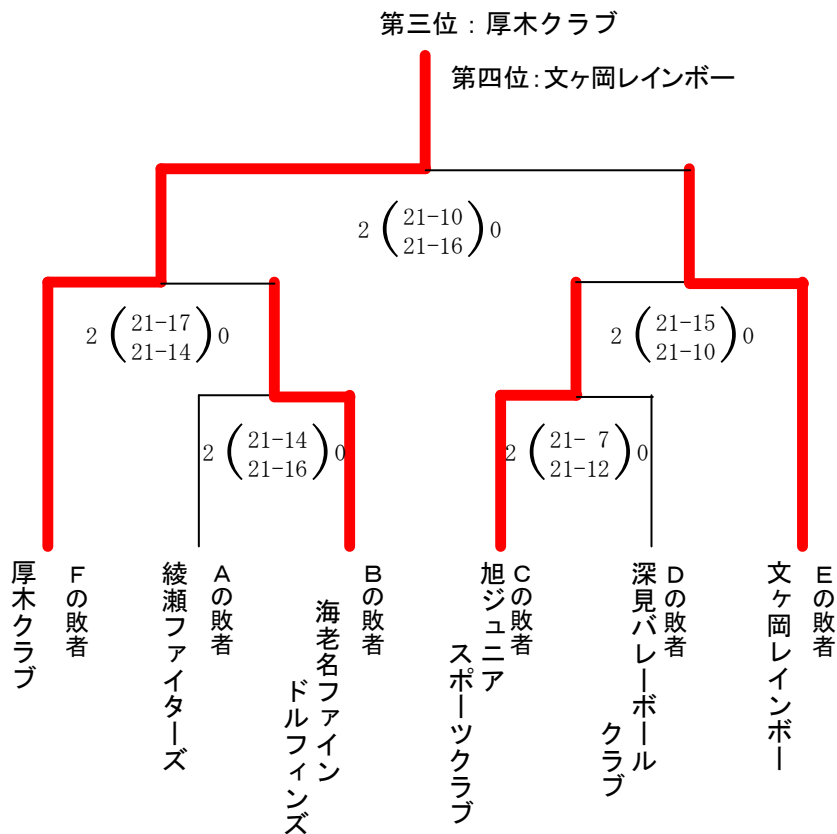 第三位：厚木クラブ
第四位：文ヶ岡レインボー
2 (21-10 21-16) 0
2 (21-17 21-14) 0
2 (21-15 21-10) 0
2 (21-14 21-16) 0
2 (21- 7 21-12) 0
Fの敗者
厚木クラブ
Aの敗者
綾瀬ファイターズ
Bの敗者
海老名ファイン
ドルフィンズ
Cの敗者
旭ジュニア
スポーツクラブ
Dの敗者
深見バレーボール
クラブ
Eの敗者
文ヶ岡レインボー